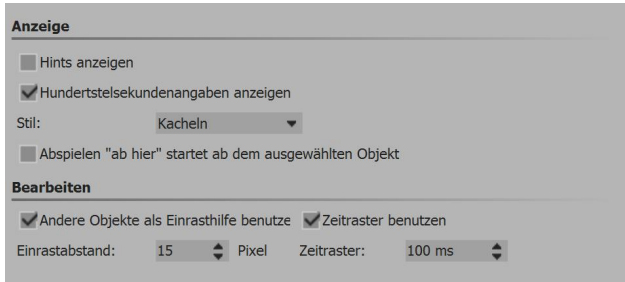 Anzeige
Hints anzeigen
Hundertstelsekundenangaben anzeigen
Stil: Kacheln
Abspielen "ab hier" startet ab dem ausgewählten Objekt
Bearbeiten
Andere Objekte als Einrasthilfe benutze Zeitraster benutzen
Einrastabstand: 15 Pixel Zeitraster: 100 ms